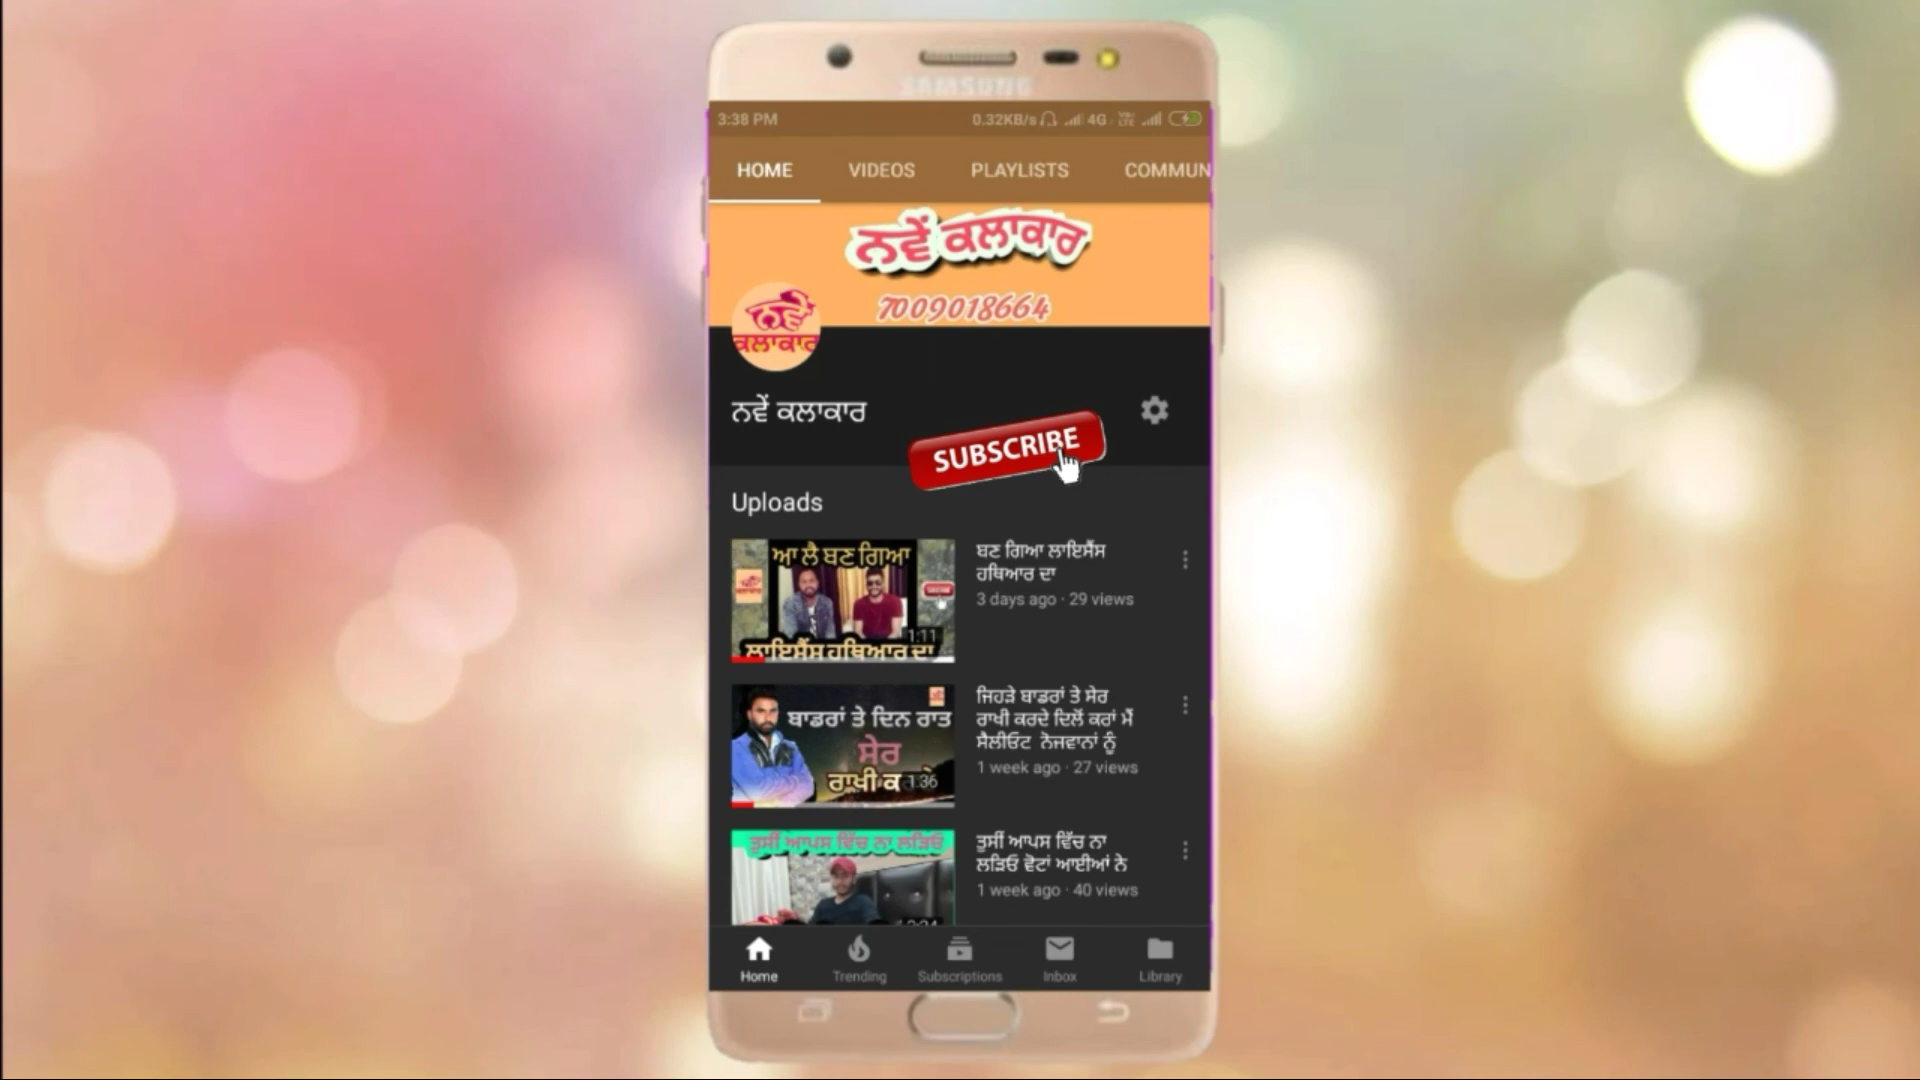 SAMSUNG
3:38 PM 0.32KB/s 4G
HOME VIDEOS PLAYLISTS COMMUN
ਨਵੇਂ ਕਲਾਕਾਰ
7009018664
ਨਵੇਂ
ਕਲਾਕਾਰ
ਨਵੇਂ ਕਲਾਕਾਰ
SUBSCRIBE
Uploads
ਆ ਲੈ ਬਣ ਗਿਆ
1:11
ਲਾਇਸੈਂਸ ਹਥਿਆਰ ਦਾ
ਬਣ ਗਿਆ ਲਾਇਸੈਂਸ
ਹਥਿਆਰ ਦਾ
3 days ago · 29 views
ਬਾਡਰਾਂ ਤੇ ਦਿਨ ਰਾਤ
ਸੇਰ
ਰਾਖੀ ਕ
1:36
ਜਿਹੜੇ ਬਾਡਰਾਂ ਤੇ ਸੇਰ
ਰਾਖੀ ਕਰਦੇ ਦਿਲੋਂ ਕਰਾਂ ਮੈਂ
ਸੈਲੀਓਟ ਨੋਜਵਾਨਾਂ ਨੂੰ
1 week ago · 27 views
ਤੁਸੀਂ ਆਪਸ ਵਿੱਚ ਨਾ ਲੜਿਓ
ਤੁਸੀਂ ਆਪਸ ਵਿੱਚ ਨਾ
ਲੜਿਓ ਵੋਟਾਂ ਆਈਆਂ ਨੇ
1 week ago · 40 views
Home Trending Subscriptions Inbox Library